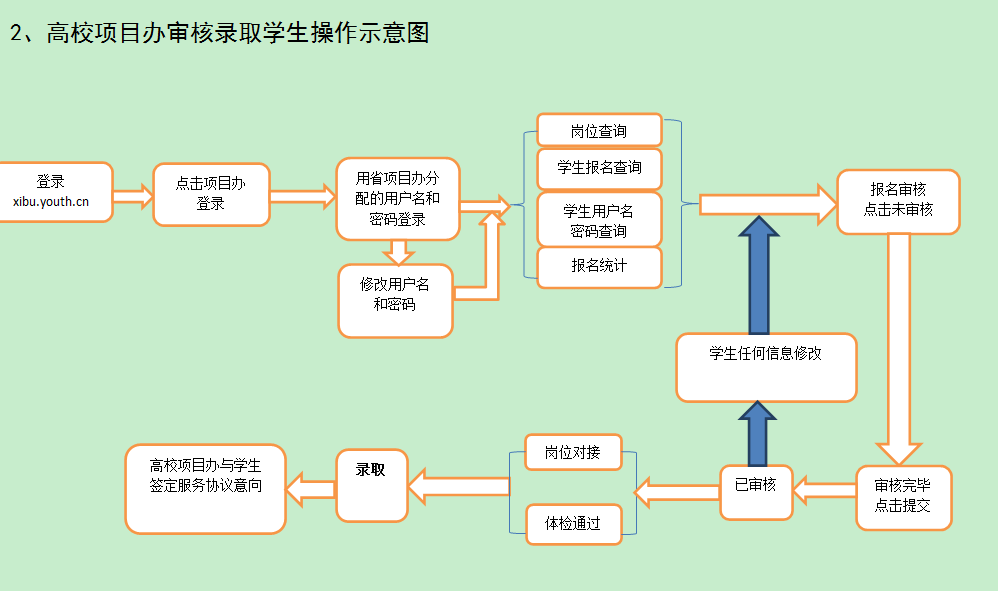 2、高校项目办审核录取学生操作示意图
登录
xibu.youth.cn
点击项目办
登录
用省项目办分
配的用户名和
密码登录
修改用户名
和密码
岗位查询
学生报名查询
学生用户名
密码查询
报名统计
报名审核
点击未审核
学生任何信息修改
审核完毕
点击提交
已审核
岗位对接
体检通过
录取
高校项目办与学生
签定服务协议意向